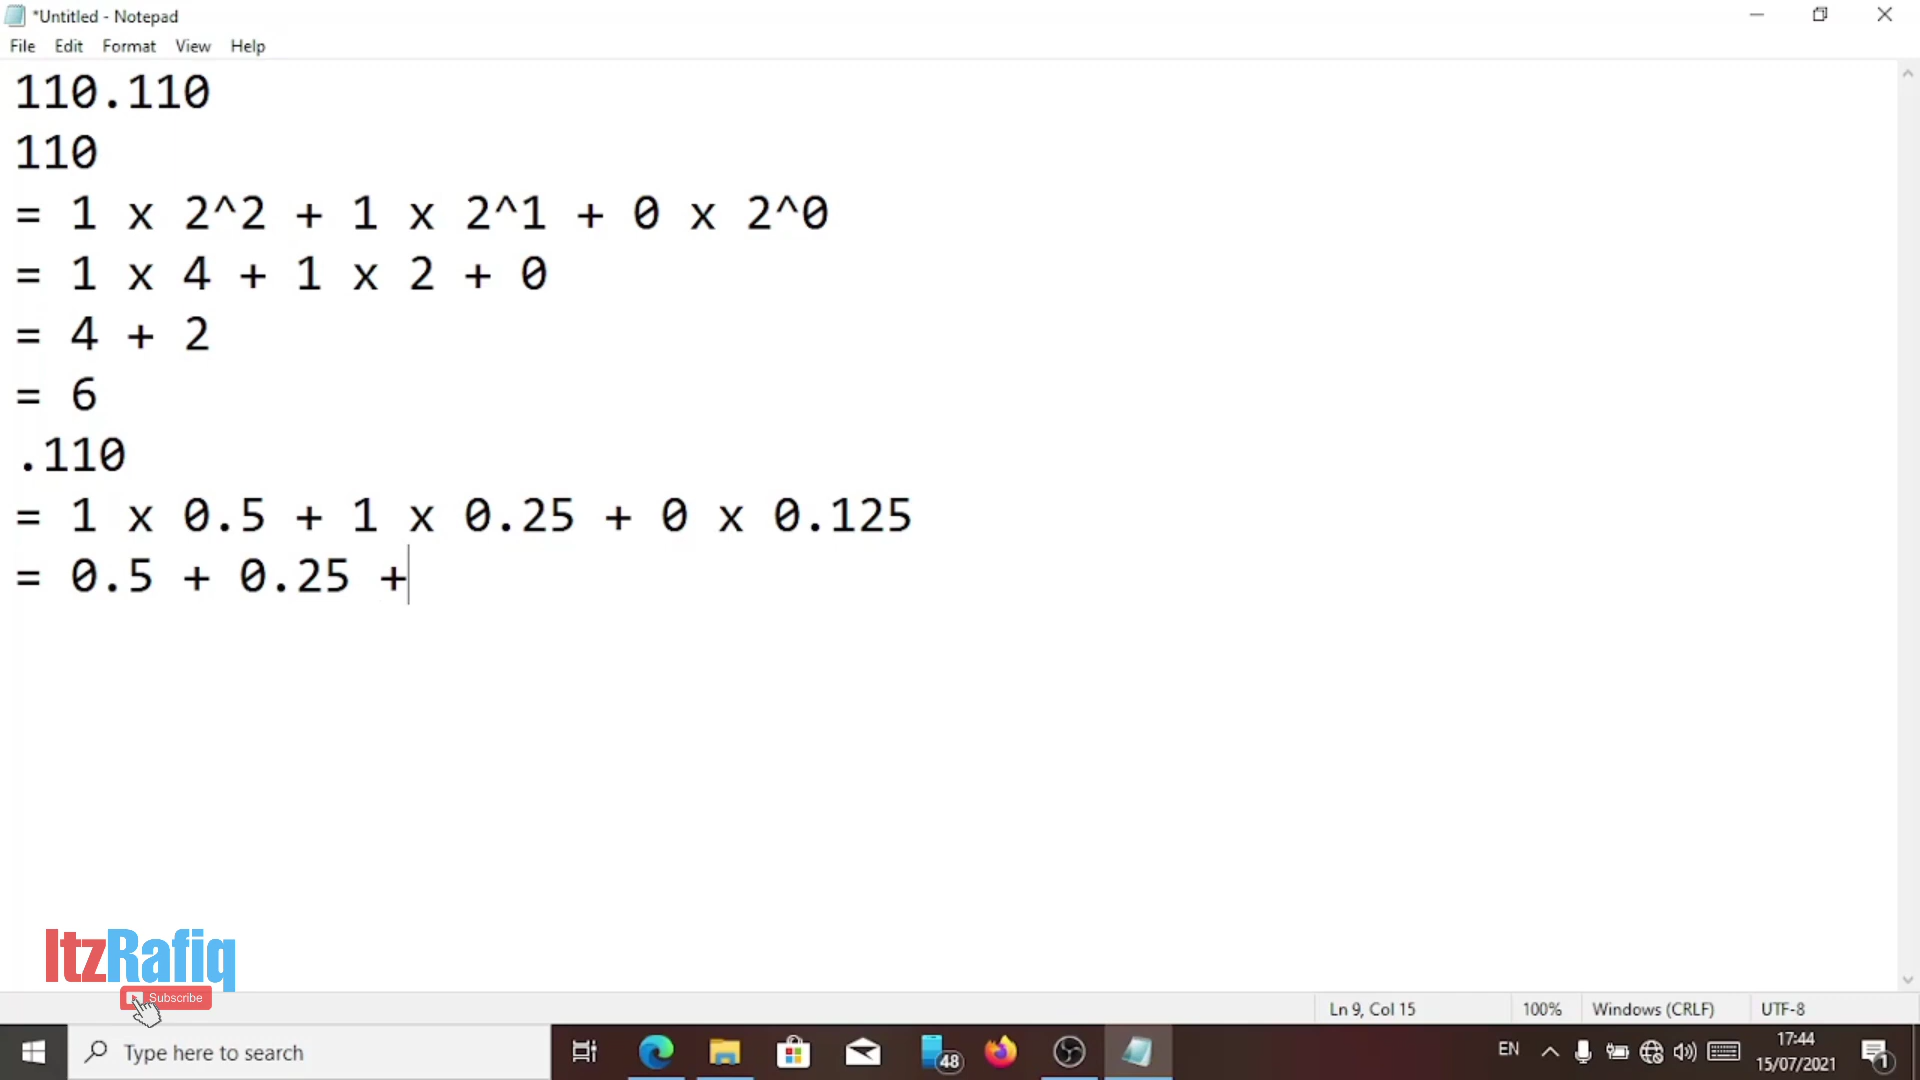 *Untitled - Notepad
File Edit Format View Help
110.110
110
= 1 x 2^2 + 1 x 2^1 + 0 x 2^0
= 1 x 4 + 1 x 2 + 0
= 4 + 2
= 6
.110
= 1 x 0.5 + 1 x 0.25 + 0 x 0.125
= 0.5 + 0.25 +
ItzRafiq
Subscribe
Ln 9, Col 15 100% Windows (CRLF) UTF-8
Type here to search
48
EN
17:44
15/07/2021
1